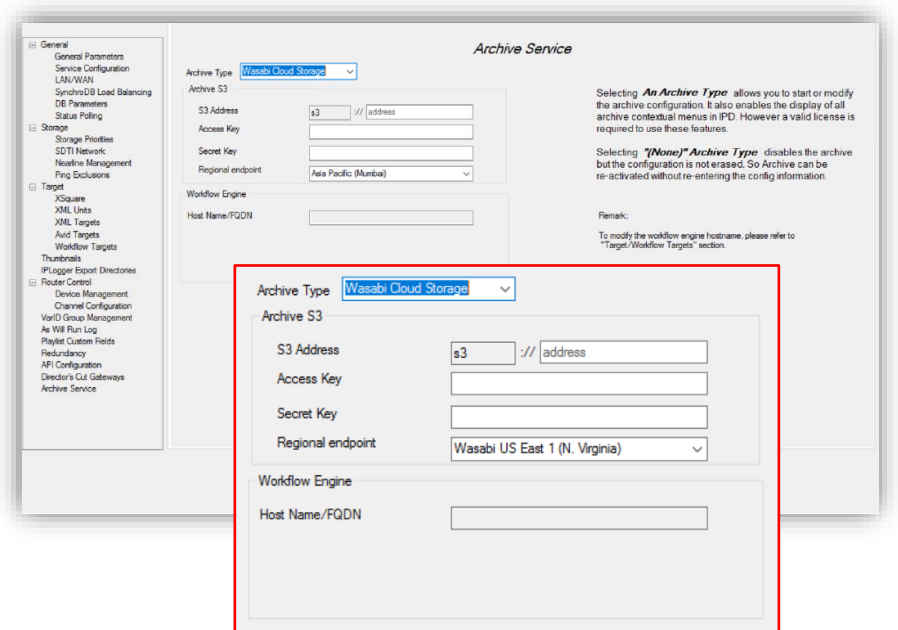 General
General Parameters
Service Configuration
LAN/WAN
SynchroDB Load Balancing
DB Parameters
Status Polling
Storage
Storage Priorities
SDTI Network
Nearline Management
Ping Exclusions
Target
XSquare
XML Units
XML Targets
Avid Targets
Workflow Targets
Thumbnails
IPLogger Export Directories
Router Control
Device Management
Channel Configuration
VarID Group Management
As Will Run Log
Playlist Custom Fields
Redundancy
API Configuration
Director's Cut Gateways
Archive Service
Archive Service
Archive Type Wasabi Cloud Storage
Archive S3
S3 Address s3 :// address
Access Key
Secret Key
Regional endpoint Asia Pacific (Mumbai)
Workflow Engine
Host Name/FQDN
Selecting An Archive Type allows you to start or modify
the archive configuration. It also enables the display of all
archive contextual menus in IPD. However a valid license is
required to use these features.
Selecting "(None)" Archive Type disables the archive
but the configuration is not erased. So Archive can be
re-activated without re-entering the config information.
Remark:
To modify the workflow engine hostname, please refer to
"Target/Workflow Targets" section.
Archive Type Wasabi Cloud Storage
Archive S3
S3 Address s3 :// address
Access Key
Secret Key
Regional endpoint Wasabi US East 1 (N. Virginia)
Workflow Engine
Host Name/FQDN